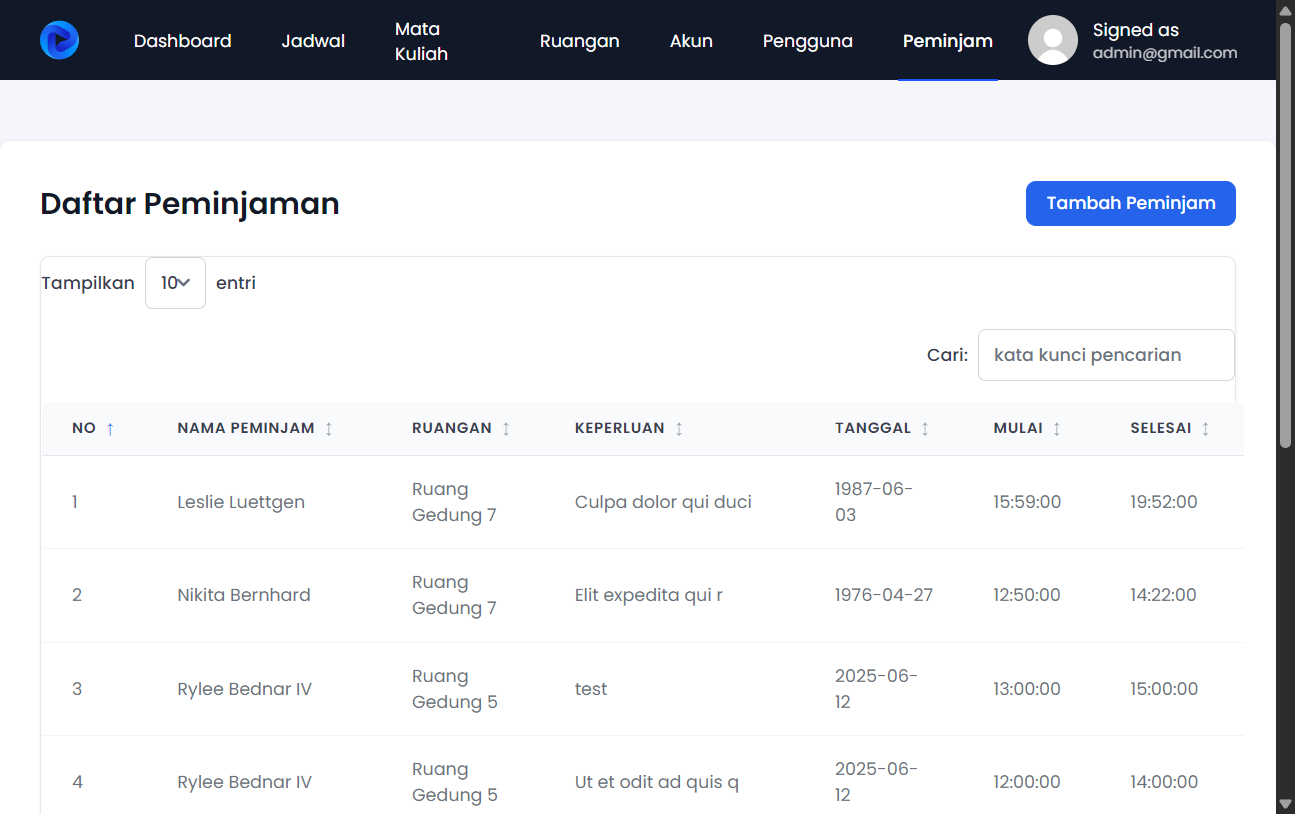 Dashboard Jadwal Mata Kuliah Ruangan Akun Pengguna Peminjam Signed as
admin@gmail.com
Daftar Peminjaman Tambah Peminjam
Tampilkan 10 entri
Cari: kata kunci pencarian
NO NAMA PEMINJAM RUANGAN KEPERLUAN TANGGAL MULAI SELESAI
1 Leslie Luettgen Ruang Gedung 7 Culpa dolor qui duci 1987-06-03 15:59:00 19:52:00
2 Nikita Bernhard Ruang Gedung 7 Elit expedita qui r 1976-04-27 12:50:00 14:22:00
3 Rylee Bednar IV Ruang Gedung 5 test 2025-06-12 13:00:00 15:00:00
4 Rylee Bednar IV Ruang Gedung 5 Ut et odit ad quis q 2025-06-12 12:00:00 14:00:00